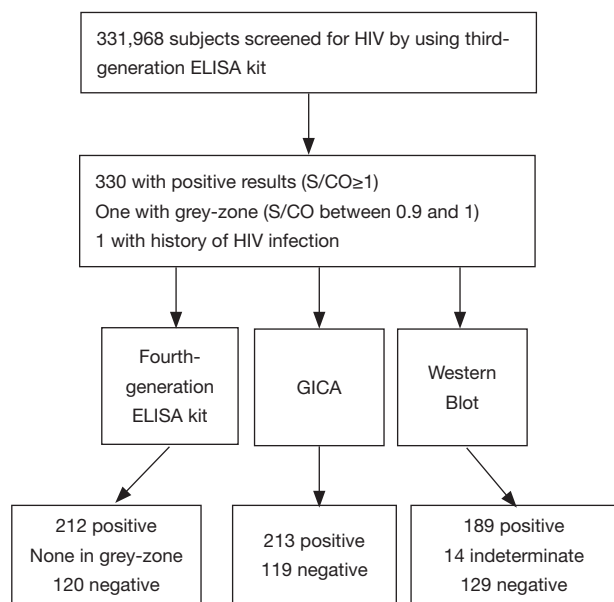 331,968 subjects screened for HIV by using third-
generation ELISA kit
330 with positive results (S/CO≥1)
One with grey-zone (S/CO between 0.9 and 1)
1 with history of HIV infection
Fourth-
generation
ELISA kit
GICA
Western
Blot
212 positive
None in grey-zone
120 negative
213 positive
119 negative
189 positive
14 indeterminate
129 negative